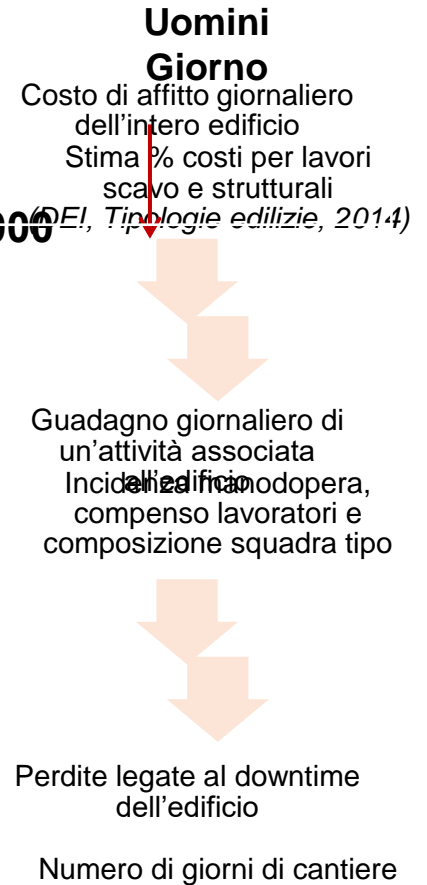 Uomini
Giorno
Costo di affitto giornaliero
dell'intero edificio
Stima % costi per lavori
scavo e strutturali
(DEI, Tipologie edilizie, 2014)
Guadagno giornaliero di
un'attività associata
all'edificio
Incidenza manodopera,
compenso lavoratori e
composizione squadra tipo
Perdite legate al downtime
dell'edificio
Numero di giorni di cantiere